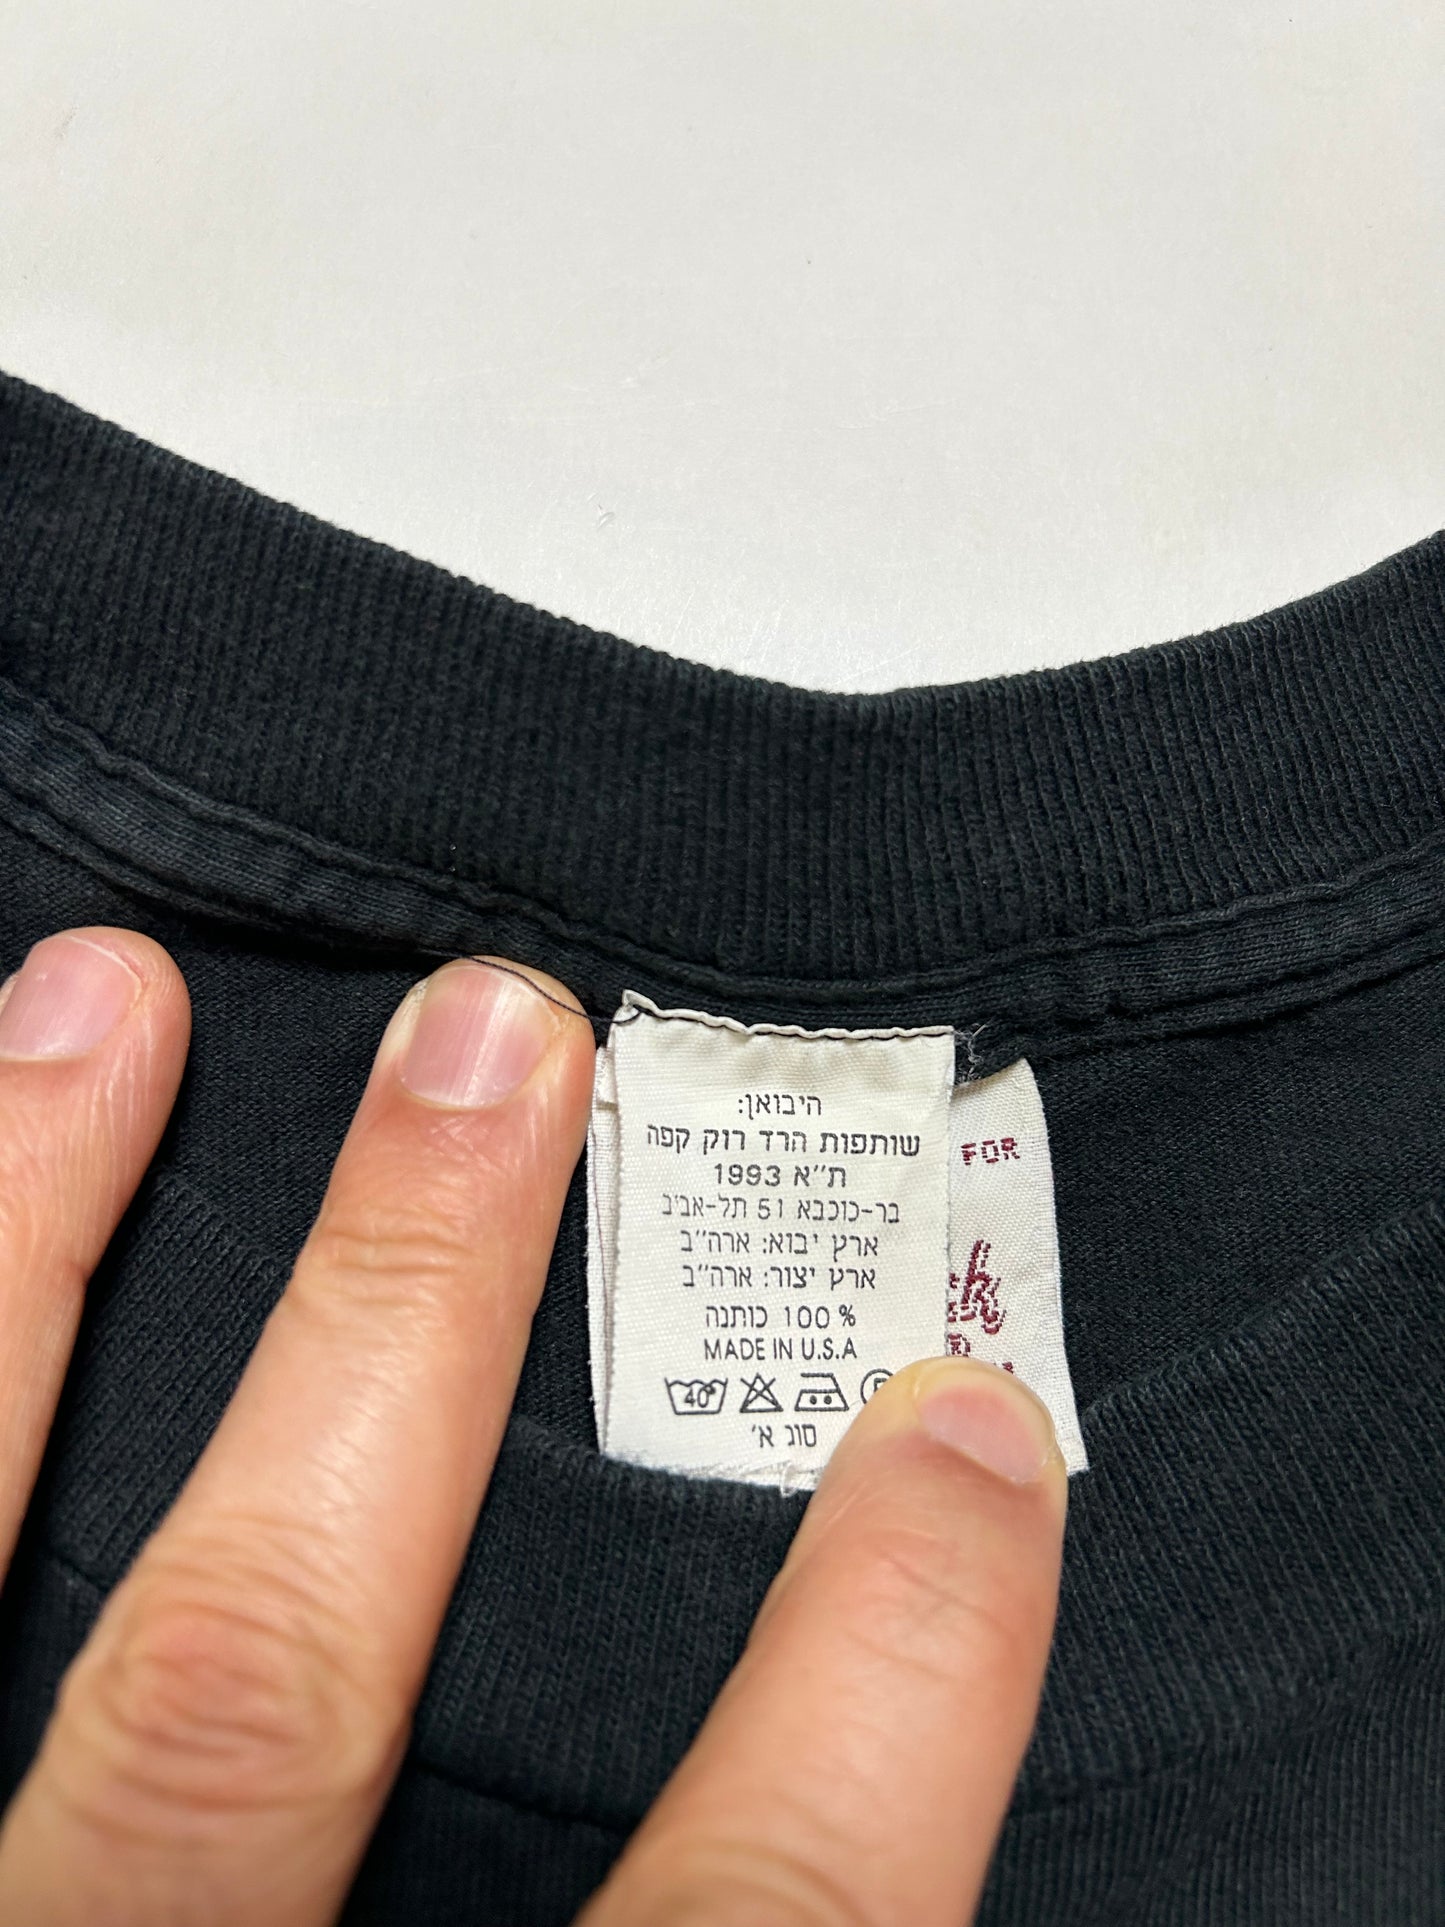 היבואן:
שותפות הרד רוק קפה
ת"א 1993
בר-כוכבא 51 תל-אביב
ארץ יבוא: ארה"ב
ארץ יצור: ארה"ב
100 % כותנה
MADE IN U.S.A
40°
סוג א'
FOR
®